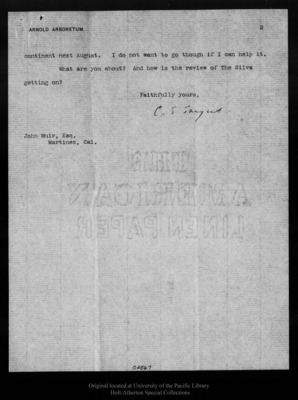 ARNOLD ARBORETUM. 2
continent next August. I do not want to go though if I can help it.
What are you about? And how is the review of The Silva
getting on?
Faithfully yours,
C. S. Sargent
John Muir, Esq.
Martinez, Cal.
THE
AMERICAN
LINEN PAPER
02567
Original located at University of the Pacific Library
Holt-Atherton Special Collections